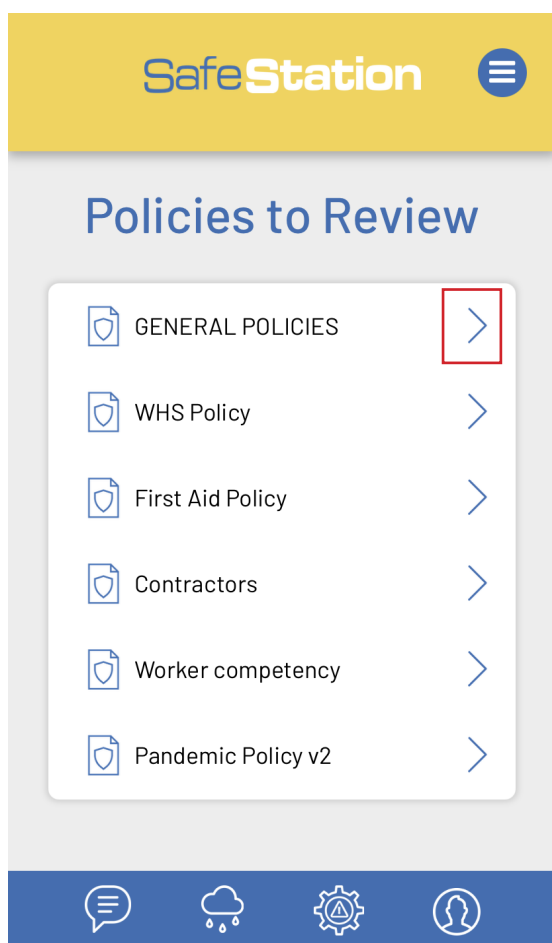 SafeStation
Policies to Review
GENERAL POLICIES
WHS Policy
First Aid Policy
Contractors
Worker competency
Pandemic Policy v2